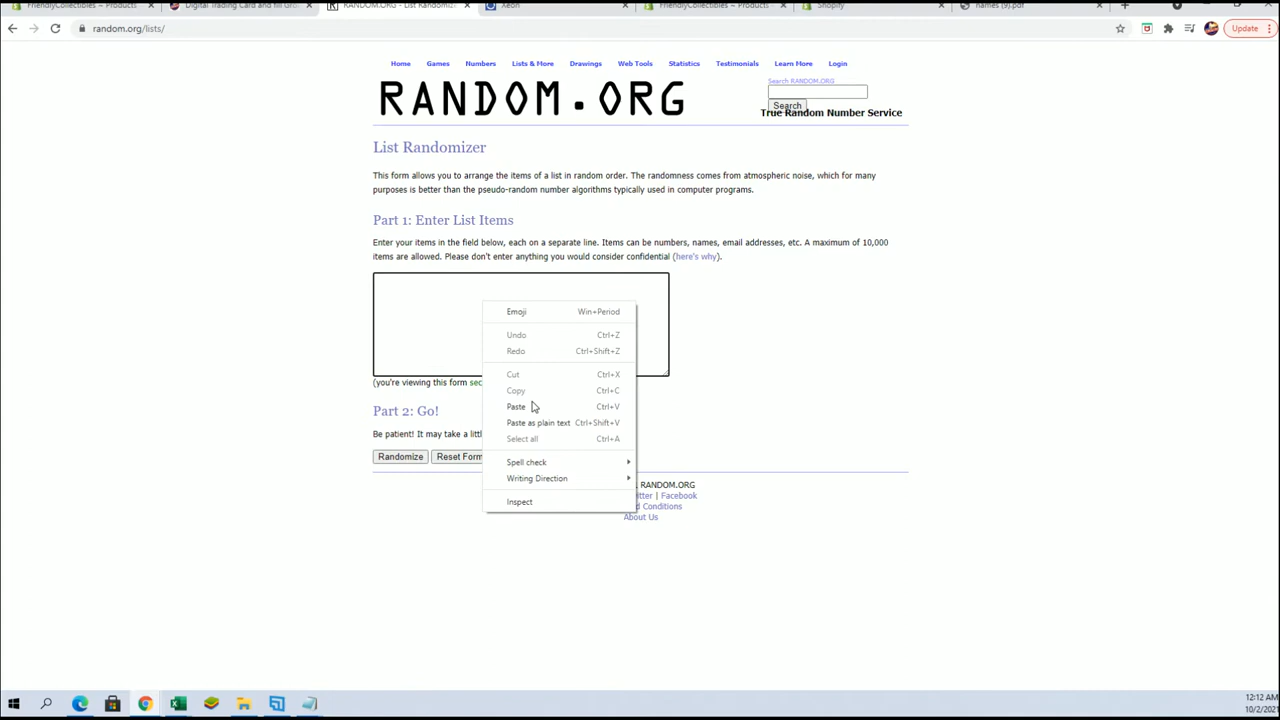 FriendlyCollectibles – Products
Digital Trading Card and fill Gro
RANDOM.ORG - List Randomizer
Xeon
FriendlyCollectibles – Products
Shopify
names (9).pdf
random.org/lists/
Update
Home Games Numbers Lists & More Drawings Web Tools Statistics Testimonials Learn More Login
RANDOM.ORG
Search RANDOM.ORG
Search
True Random Number Service
List Randomizer
This form allows you to arrange the items of a list in random order. The randomness comes from atmospheric noise, which for many
purposes is better than the pseudo-random number algorithms typically used in computer programs.
Part 1: Enter List Items
Enter your items in the field below, each on a separate line. Items can be numbers, names, email addresses, etc. A maximum of 10,000
items are allowed. Please don't enter anything you would consider confidential (here's why).
Emoji Win+Period
Undo Ctrl+Z
Redo Ctrl+Shift+Z
Cut Ctrl+X
Copy Ctrl+C
Paste Ctrl+V
Paste as plain text Ctrl+Shift+V
Select all Ctrl+A
Spell check
Writing Direction
Inspect
(you're viewing this form sec
Part 2: Go!
Be patient! It may take a littl
Randomize Reset Form
RANDOM.ORG
itter | Facebook
d Conditions
About Us
12:12 AM
10/2/2021